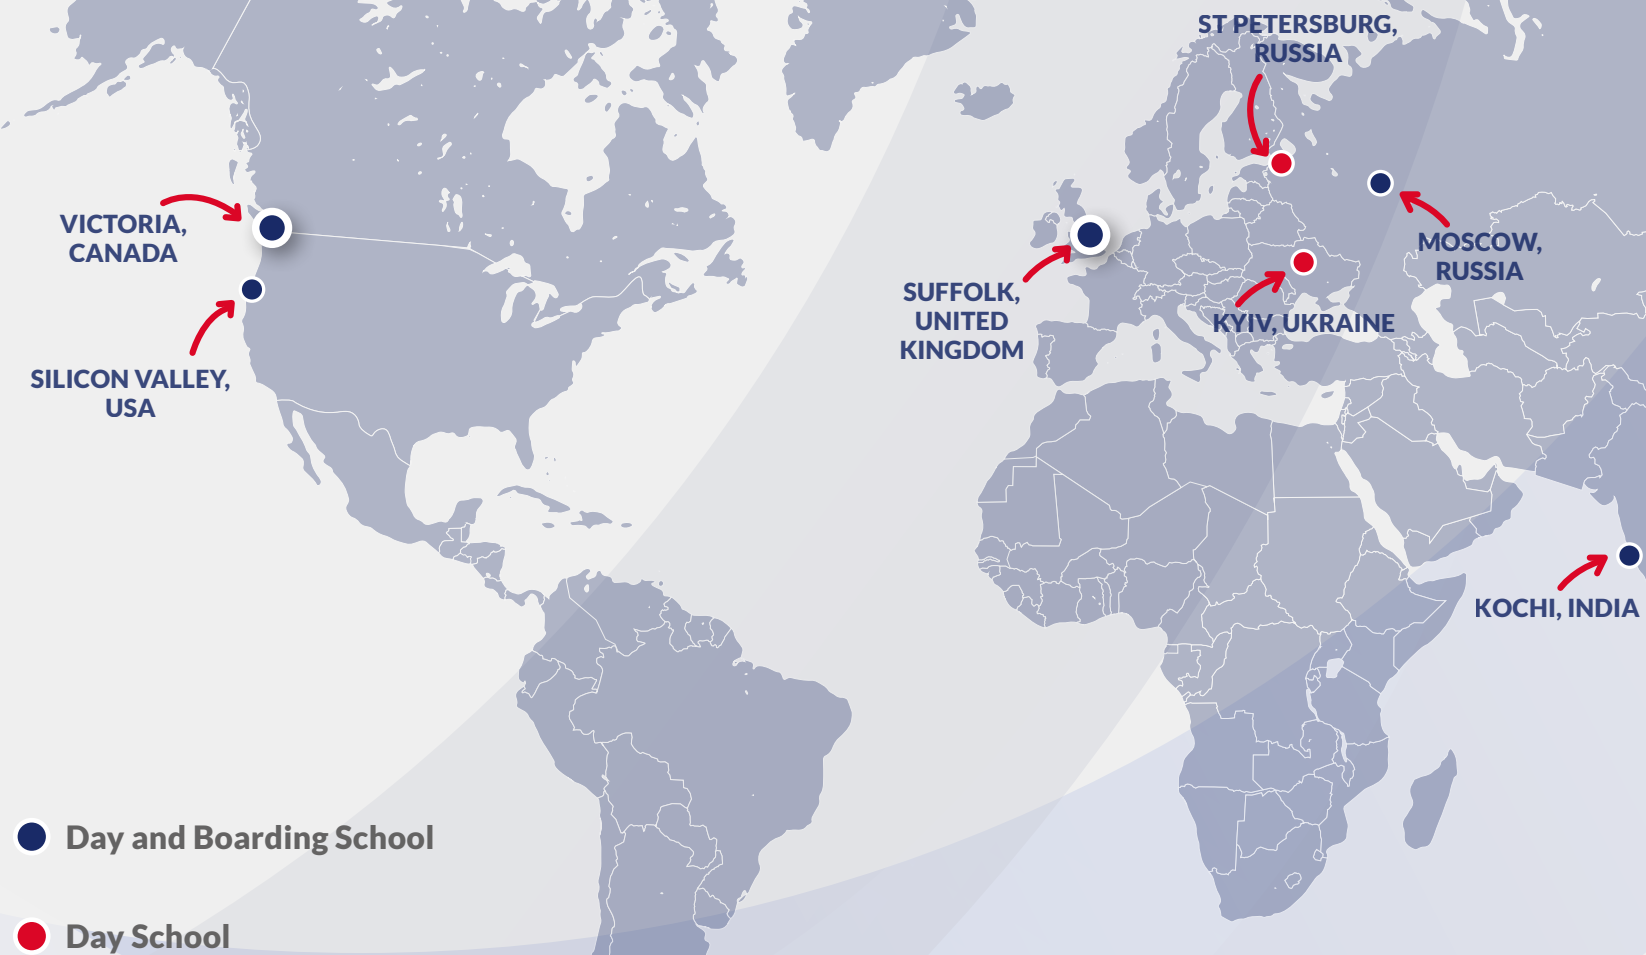 ST PETERSBURG,
RUSSIA
VICTORIA,
CANADA
MOSCOW,
RUSSIA
SUFFOLK,
UNITED
KINGDOM
KYIV, UKRAINE
SILICON VALLEY,
USA
KOCHI, INDIA
Day and Boarding School
Day School